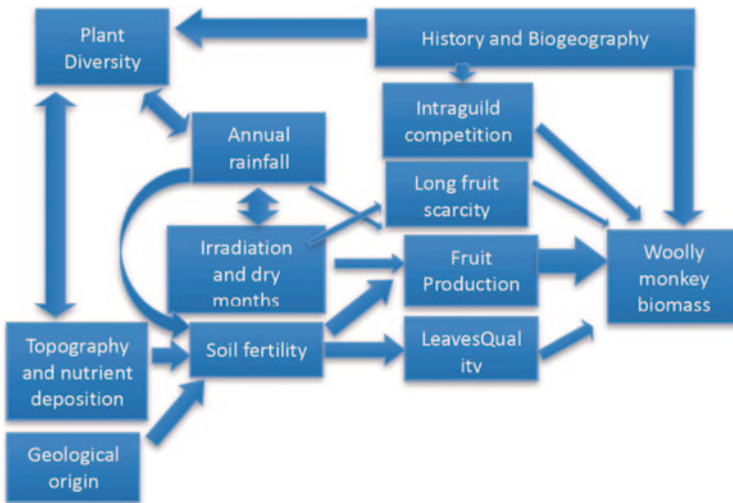 Plant
Diversity
History and Biogeography
Intraguild
competition
Annual
rainfall
Long fruit
scarcity
Irradiation
and dry
months
Fruit
Production
Woolly
monkey
biomass
Topography
and nutrient
deposition
Soil fertility
LeavesQual
ity
Geological
origin